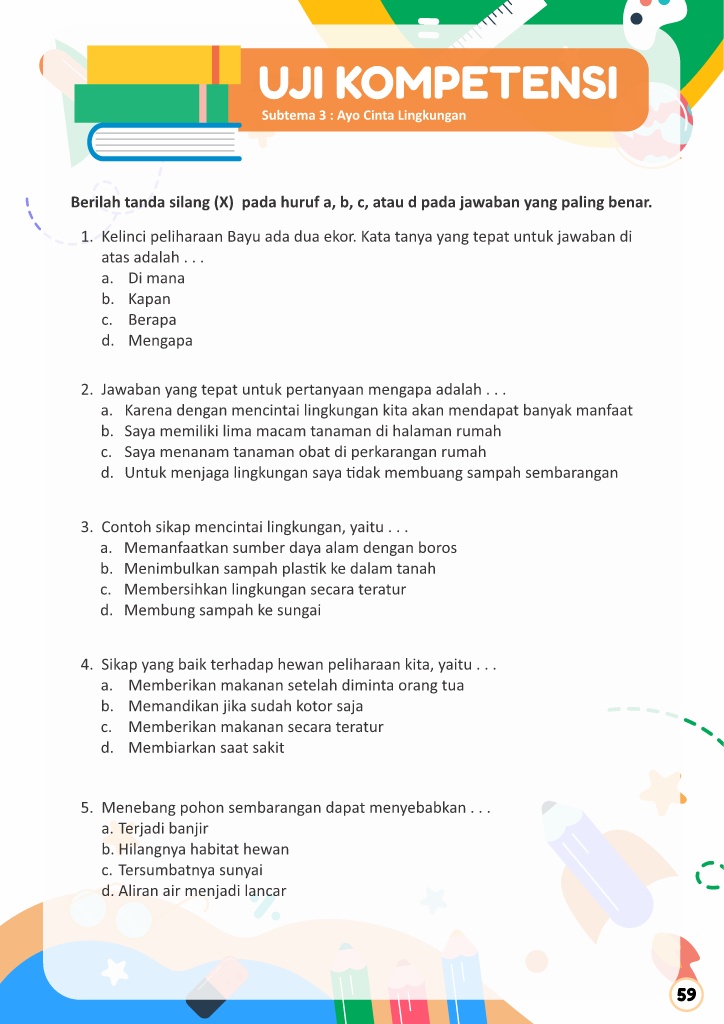 UJI KOMPETENSI
Subtema 3 : Ayo Cinta Lingkungan
Berilah tanda silang (X) pada huruf a, b, c, atau d pada jawaban yang paling benar.
1. Kelinci peliharaan Bayu ada dua ekor. Kata tanya yang tepat untuk jawaban di
atas adalah . . .
a. Di mana
b. Kapan
c. Berapa
d. Mengapa
2. Jawaban yang tepat untuk pertanyaan mengapa adalah . . .
a. Karena dengan mencintai lingkungan kita akan mendapat banyak manfaat
b. Saya memiliki lima macam tanaman di halaman rumah
c. Saya menanam tanaman obat di perkarangan rumah
d. Untuk menjaga lingkungan saya tidak membuang sampah sembarangan
3. Contoh sikap mencintai lingkungan, yaitu . . .
a. Memanfaatkan sumber daya alam dengan boros
b. Menimbulkan sampah plastik ke dalam tanah
c. Membersihkan lingkungan secara teratur
d. Membung sampah ke sungai
4. Sikap yang baik terhadap hewan peliharaan kita, yaitu . . .
a. Memberikan makanan setelah diminta orang tua
b. Memandikan jika sudah kotor saja
c. Memberikan makanan secara teratur
d. Membiarkan saat sakit
5. Menebang pohon sembarangan dapat menyebabkan . . .
a. Terjadi banjir
b. Hilangnya habitat hewan
c. Tersumbatnya sunyai
d. Aliran air menjadi lancar
59